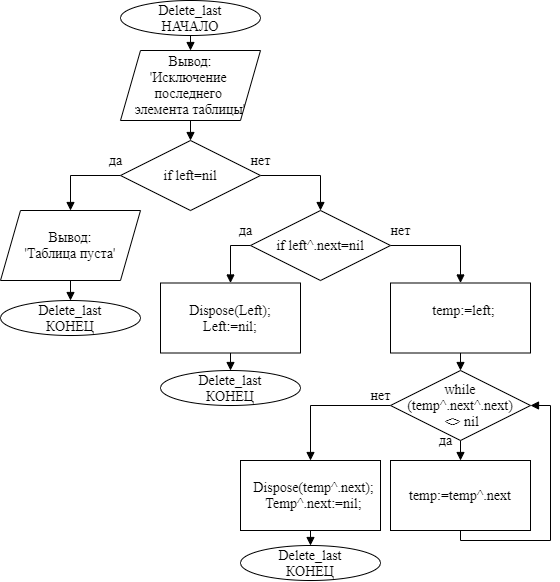 Delete_last
НАЧАЛО
Вывод:
'Исключение
последнего
элемента таблицы'
да
if left=nil
нет
Вывод:
'Таблица пуста'
Delete_last
КОНЕЦ
да
if left^.next=nil
нет
Dispose(Left);
Left:=nil;
Delete_last
КОНЕЦ
temp:=left;
нет
while
(temp^.next^.next)
<> nil
да
Dispose(temp^.next);
Temp^.next:=nil;
temp:=temp^.next
Delete_last
КОНЕЦ